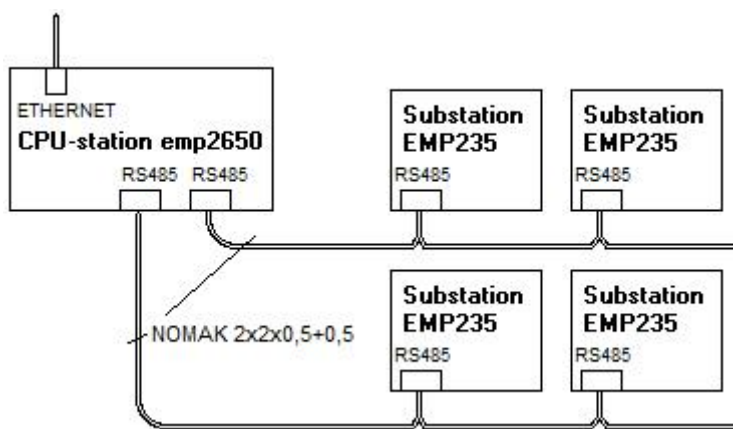 ETHERNET
CPU-station emp2650
RS485 RS485
Substation
EMP235
RS485
Substation
EMP235
RS485
NOMAK 2x2x0,5+0,5
Substation
EMP235
RS485
Substation
EMP235
RS485